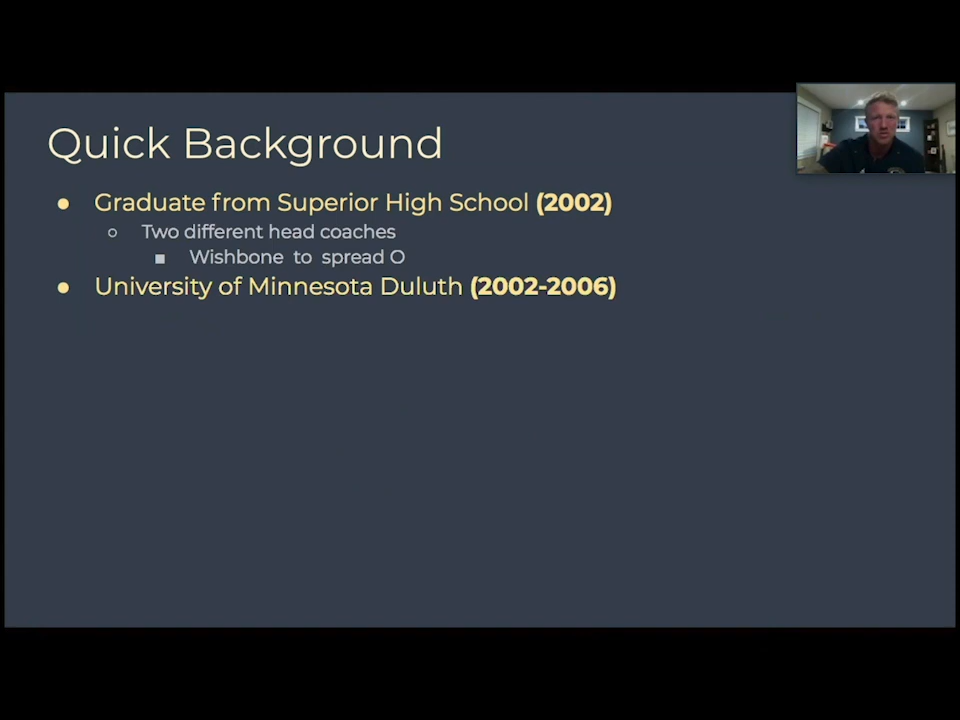 Quick Background
● Graduate from Superior High School (2002)
○ Two different head coaches
■ Wishbone to spread O
● University of Minnesota Duluth (2002-2006)